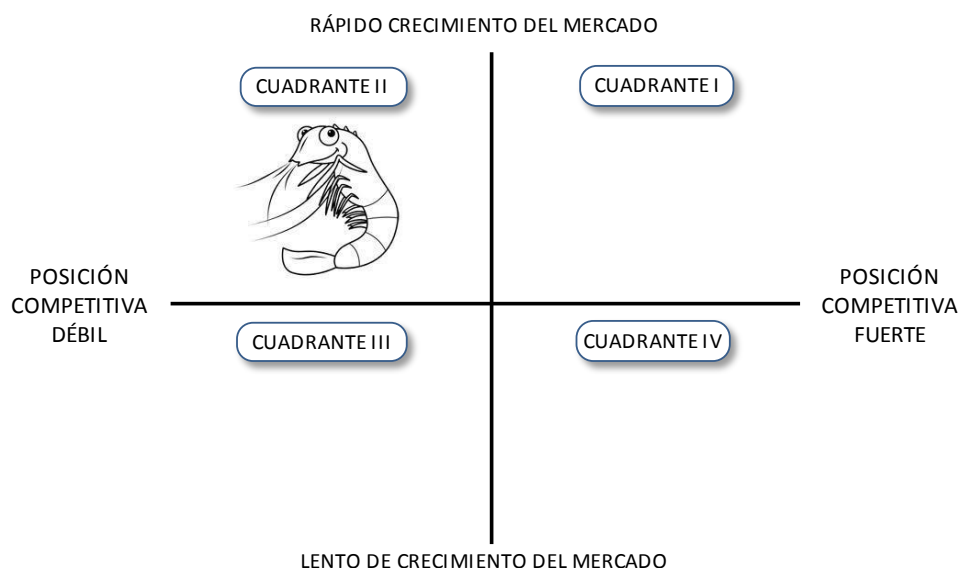 RÁPIDO CRECIMIENTO DEL MERCADO
CUADRANTE II
CUADRANTE I
POSICIÓN
COMPETITIVA
DÉBIL
POSICIÓN
COMPETITIVA
FUERTE
CUADRANTE III
CUADRANTE IV
LENTO DE CRECIMIENTO DEL MERCADO